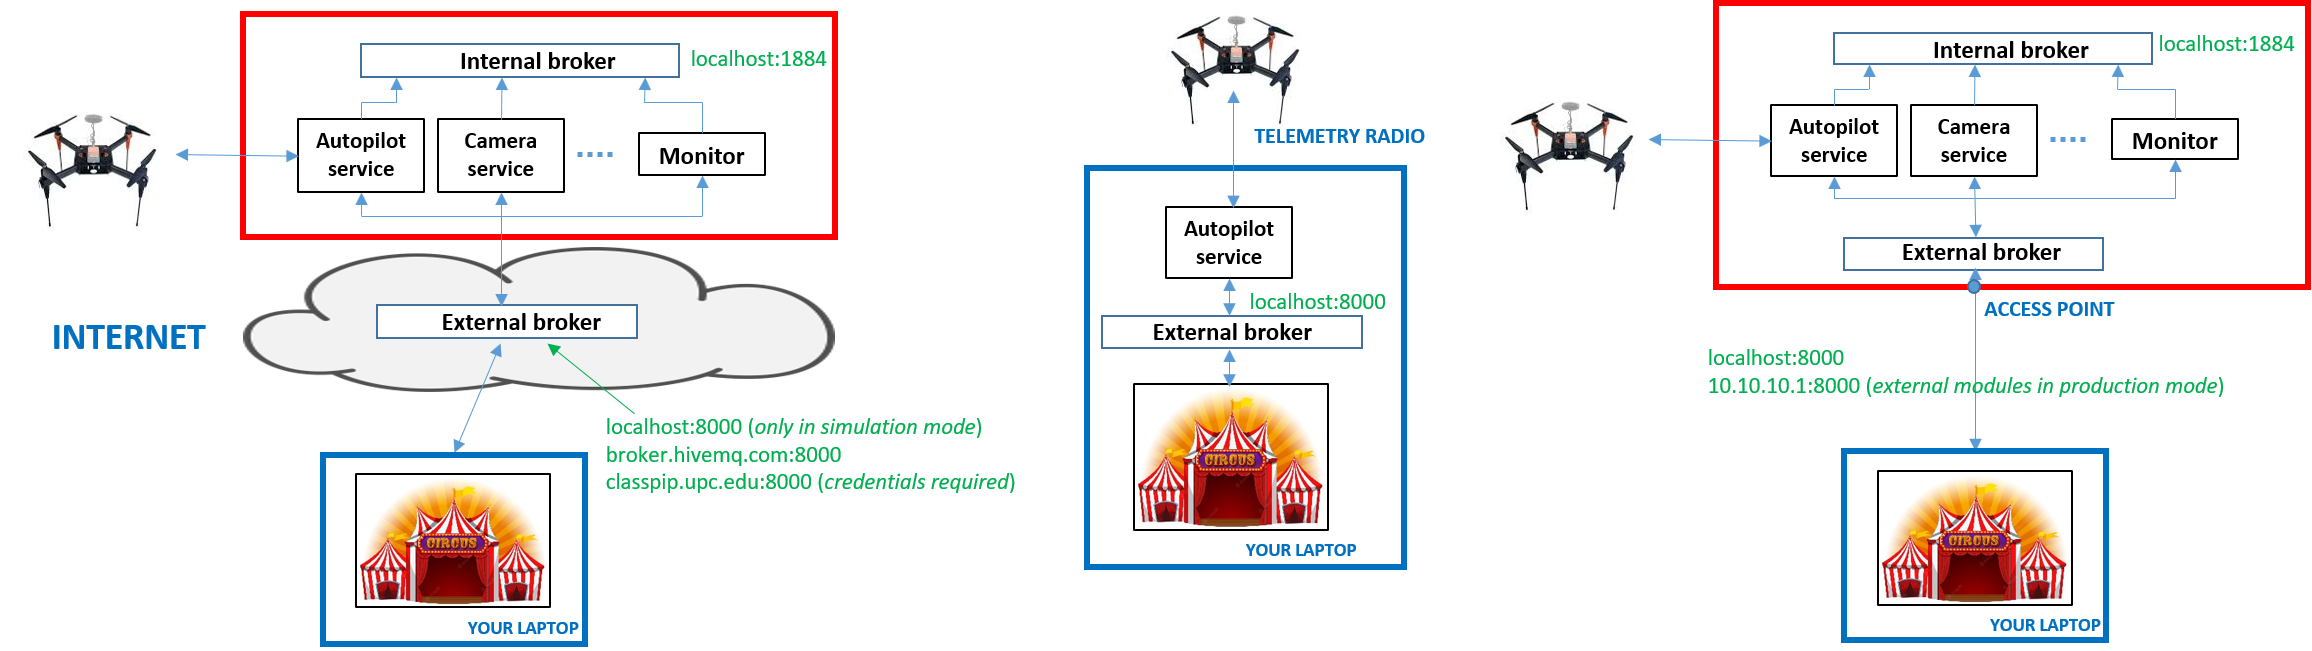 Internal broker
localhost:1884
Autopilot
service
Camera
service
Monitor
INTERNET
External broker
localhost:8000 (only in simulation mode)
broker.hivemq.com:8000
classpip.upc.edu:8000 (credentials required)
CIRCUS
YOUR LAPTOP
TELEMETRY RADIO
Autopilot
service
localhost:8000
External broker
CIRCUS
YOUR LAPTOP
Internal broker
localhost:1884
Autopilot
service
Camera
service
Monitor
External broker
ACCESS POINT
localhost:8000
10.10.10.1:8000 (external modules in production mode)
CIRCUS
YOUR LAPTOP